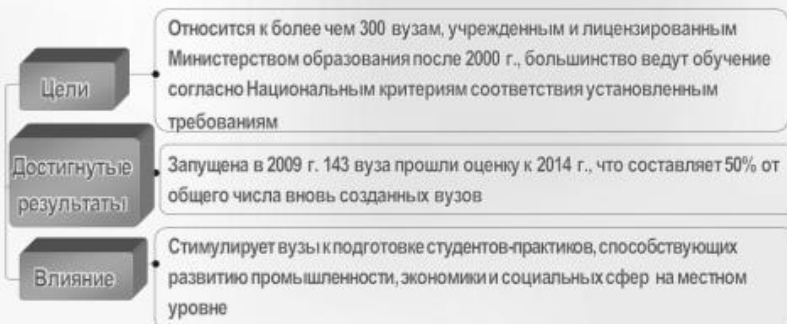 Цели
Относится к более чем 300 вузам, учрежденным и лицензированным
Министерством образования после 2000 г., большинство ведут обучение
согласно Национальным критериям соответствия установленным
требованиям
Достигнутые
результаты
Запущена в 2009 г. 143 вуза прошли оценку к 2014 г., что составляет 50% от
общего числа вновь созданных вузов
Влияние
Стимулирует вузы к подготовке студентов-практиков, способствующих
развитию промышленности, экономики и социальных сфер на местном
уровне